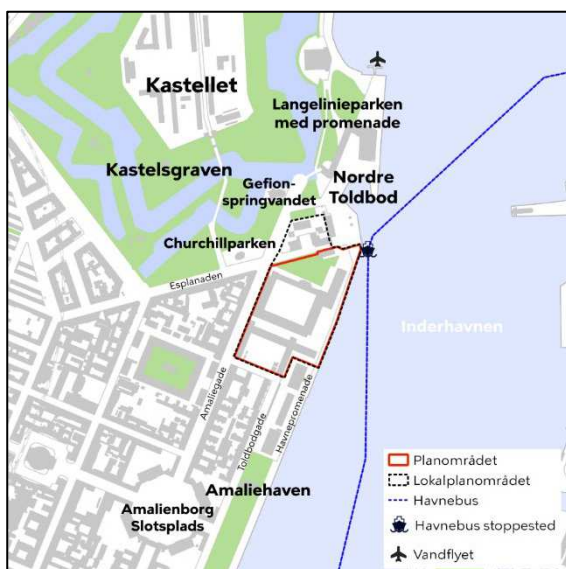 Kastellet
Langelinieparken
med promenade
Kastelsgraven
Gefion-
springvandet
Nordre
Toldbod
Churchillparken
Esplanaden
Inderhavnen
Amaliegade
Toldbodgade
Havnepromenade
Amaliehaven
Amalienborg
Slotsplads
Planområdet
Lokalplanområdet
Havnebus
Havnebus stoppested
Vandflyet